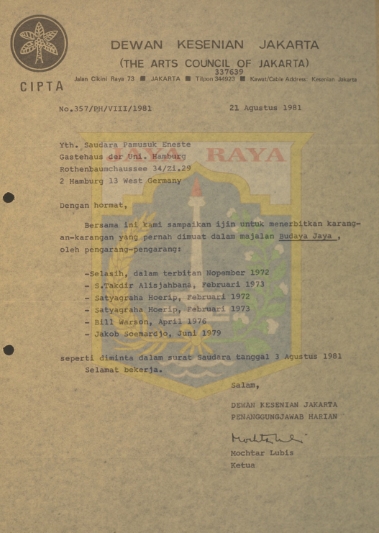 DEWAN KESENIAN JAKARTA
(THE ARTS COUNCIL OF JAKARTA)
337639
Jalan Cikini Raya 73 ■ JAKARTA ■ Tilpon 344933 ■ Kawat/Cable Address: Kesenian Jakarta
CIPTA
No.357/PH/VIII/1981
21 Agustus 1981
Yth. Saudara Pamusuk Eneste
Gastehaus der Uni. Hamburg
Rothenbaumchaussee 34/Zi.29
2 Hamburg 13 West Germany
JAYA RAYA
Dengan hormat,
Bersama ini kami sampaikan ijin untuk menerbitkan karang-
an-karangan yang pernah dimuat dalam majalah Budaya Jaya ,
oleh pengarang-pengarang:
-Selasih, dalam terbitan Nopember 1972
- S.Takdir Alisjahbana, Februari 1973
- Satyagraha Hoerip, Februari 1972
- Satyagraha Hoerip, Februari 1973
- Bill Watson, April 1976
- Jakob Soemardjo, Juni 1979
seperti diminta dalam surat Saudara tanggal 3 Agustus 1981
Selamat bekerja.
Salam,
DEWAN KESENIAN JAKARTA
PENANGGUNGJAWAB HARIAN
Mochtar Lubis
Ketua